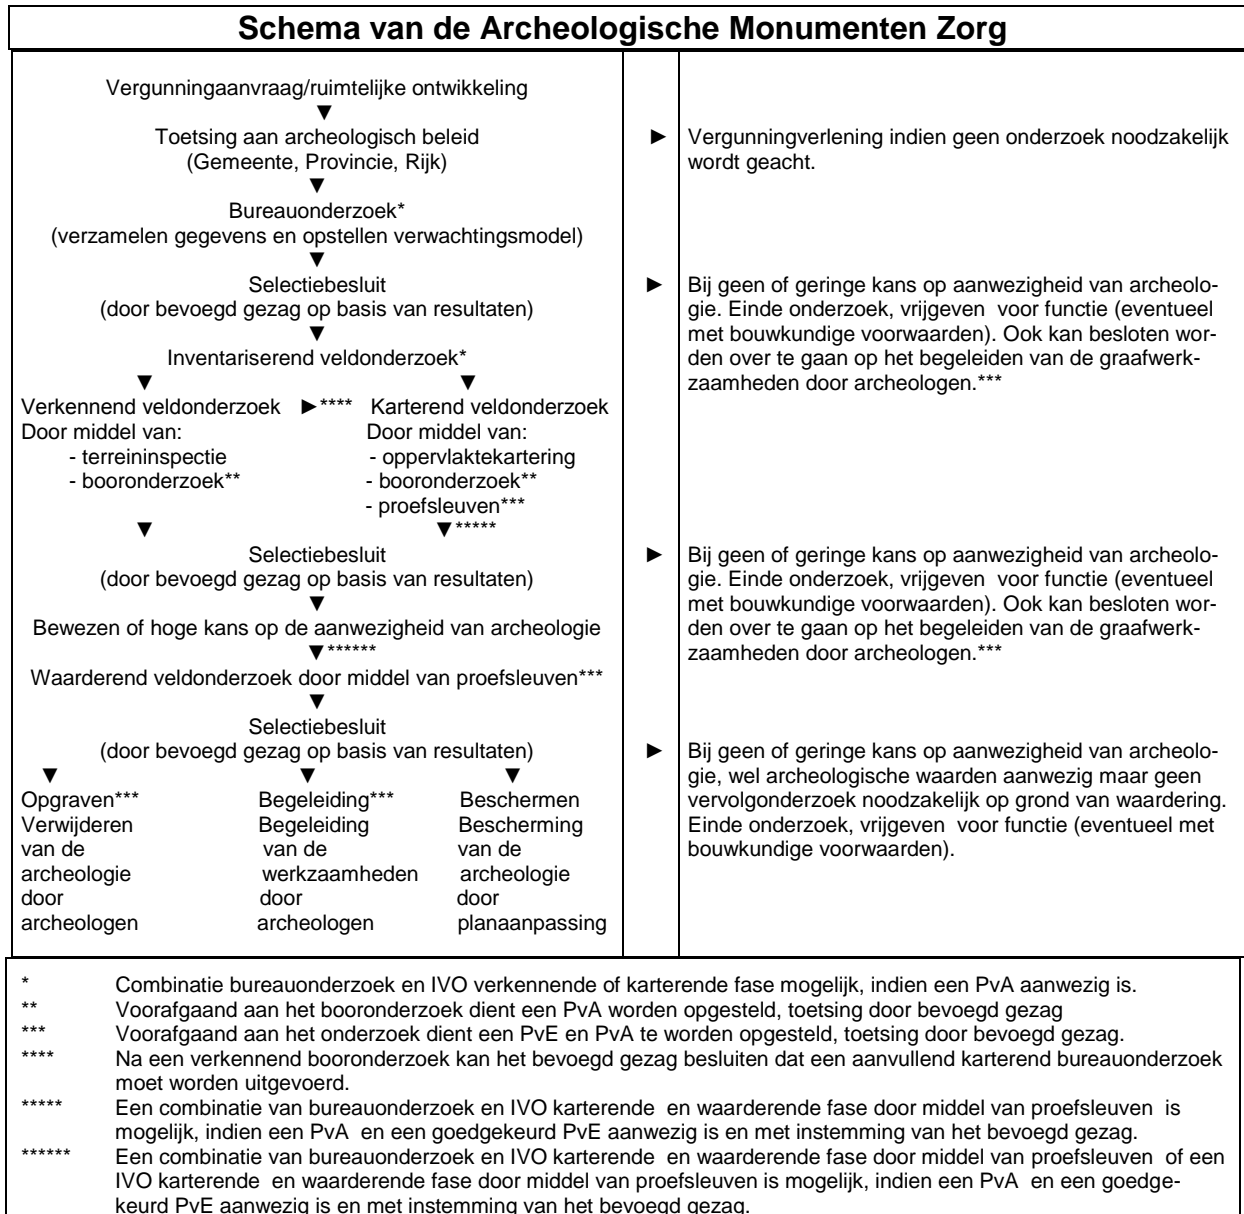 Schema van de Archeologische Monumenten Zorg
Vergunningaanvraag/ruimtelijke ontwikkeling
▼
Toetsing aan archeologisch beleid
(Gemeente, Provincie, Rijk)
► Vergunningverlening indien geen onderzoek noodzakelijk
wordt geacht.
▼
Bureauonderzoek*
(verzamelen gegevens en opstellen verwachtingsmodel)
▼
Selectiebesluit
(door bevoegd gezag op basis van resultaten)
► Bij geen of geringe kans op aanwezigheid van archeolo-
gie. Einde onderzoek, vrijgeven voor functie (eventueel
met bouwkundige voorwaarden). Ook kan besloten wor-
den over te gaan op het begeleiden van de graafwerk-
zaamheden door archeologen.***
▼
Inventariserend veldonderzoek*
▼ ▼
Verkennend veldonderzoek ►**** Karterend veldonderzoek
Door middel van: Door middel van:
- terreininspectie - oppervlaktekartering
- booronderzoek** - booronderzoek**
- proefsleuven***
▼ ▼*****
Selectiebesluit
(door bevoegd gezag op basis van resultaten)
► Bij geen of geringe kans op aanwezigheid van archeolo-
gie. Einde onderzoek, vrijgeven voor functie (eventueel
met bouwkundige voorwaarden). Ook kan besloten wor-
den over te gaan op het begeleiden van de graafwerk-
zaamheden door archeologen.***
▼
Bewezen of hoge kans op de aanwezigheid van archeologie
▼******
Waarderend veldonderzoek door middel van proefsleuven***
▼
Selectiebesluit
(door bevoegd gezag op basis van resultaten)
► Bij geen of geringe kans op aanwezigheid van archeolo-
gie, wel archeologische waarden aanwezig maar geen
vervolgonderzoek noodzakelijk op grond van waardering.
Einde onderzoek, vrijgeven voor functie (eventueel met
bouwkundige voorwaarden).
▼ ▼ ▼
Opgraven*** Begeleiding*** Beschermen
Verwijderen Begeleiding Bescherming
van de van de van de
archeologie werkzaamheden archeologie
door door door
archeologen archeologen planaanpassing
* Combinatie bureauonderzoek en IVO verkennende of karterende fase mogelijk, indien een PvA aanwezig is.
** Voorafgaand aan het booronderzoek dient een PvA worden opgesteld, toetsing door bevoegd gezag
*** Voorafgaand aan het onderzoek dient een PvE en PvA te worden opgesteld, toetsing door bevoegd gezag.
**** Na een verkennend booronderzoek kan het bevoegd gezag besluiten dat een aanvullend karterend bureauonderzoek
moet worden uitgevoerd.
***** Een combinatie van bureauonderzoek en IVO karterende en waarderende fase door middel van proefsleuven is
mogelijk, indien een PvA en een goedgekeurd PvE aanwezig is en met instemming van het bevoegd gezag.
****** Een combinatie van bureauonderzoek en IVO karterende en waarderende fase door middel van proefsleuven of een
IVO karterende en waarderende fase door middel van proefsleuven is mogelijk, indien een PvA en een goedge-
keurd PvE aanwezig is en met instemming van het bevoegd gezag.